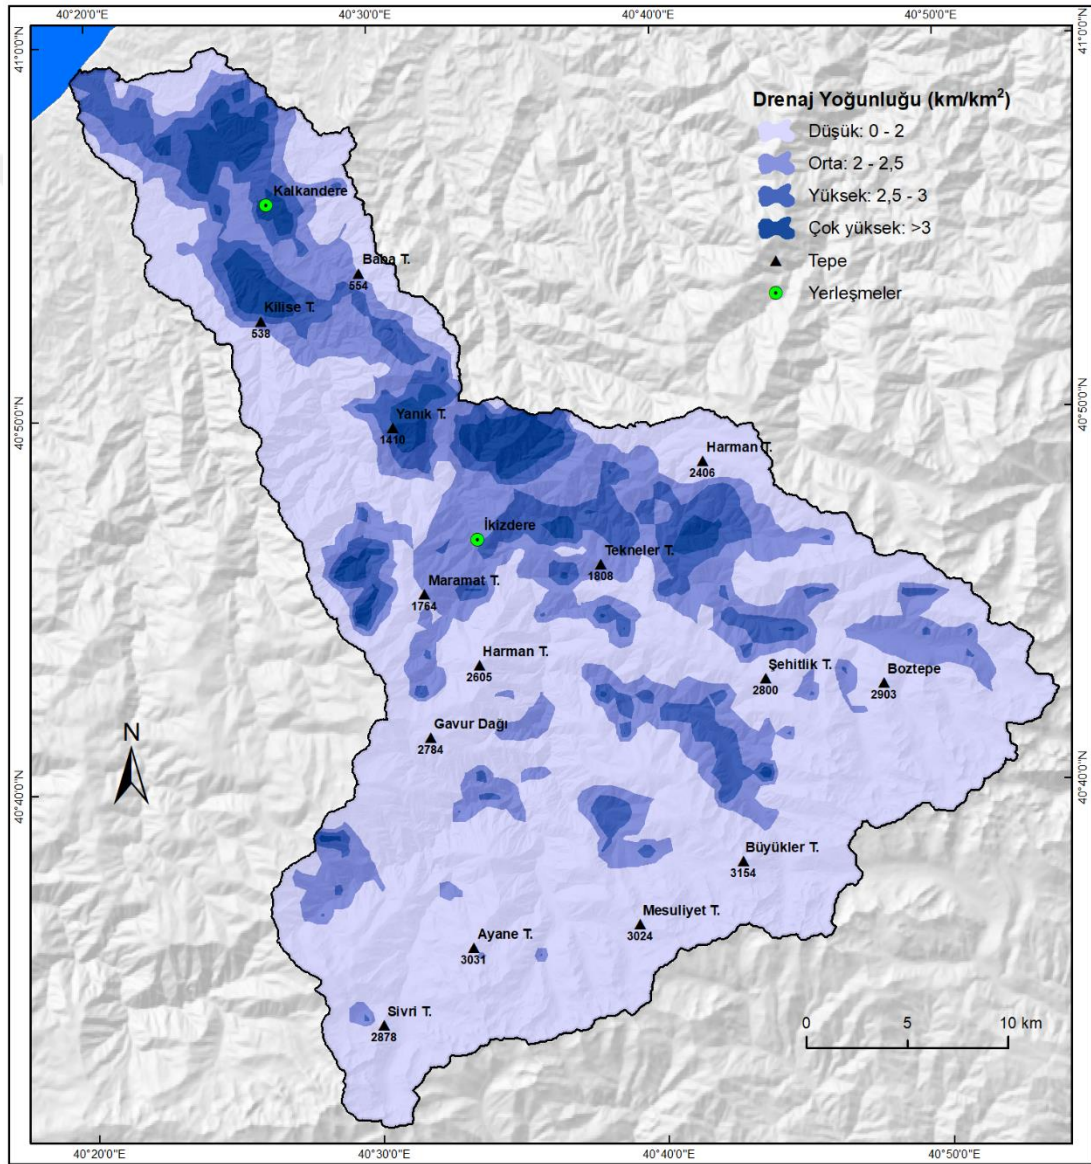 40°20'0"E
40°30'0"E
40°40'0"E
40°50'0"E
41°0'0"N
41°0'0"N
Drenaj Yoğunluğu (km/km²)
Düşük: 0 - 2
Orta: 2 - 2,5
Yüksek: 2,5 - 3
Çok yüksek: >3
Tepe
Yerleşmeler
Kalkandere
Baba T.
554
Kilise T.
538
40°50'0"N
40°50'0"N
Yanık T.
1410
Harman T.
2406
İkizdere
Tekneler T.
1808
Maramat T.
1764
Harman T.
2605
Şehitlik T.
2800
Boztepe
2903
Gavur Dağı
2784
N
40°40'0"N
40°40'0"N
Büyükler T.
3154
Mesuliyet T.
3024
Ayane T.
3031
Sivri T.
2878
0 5 10 km
40°20'0"E
40°30'0"E
40°40'0"E
40°50'0"E